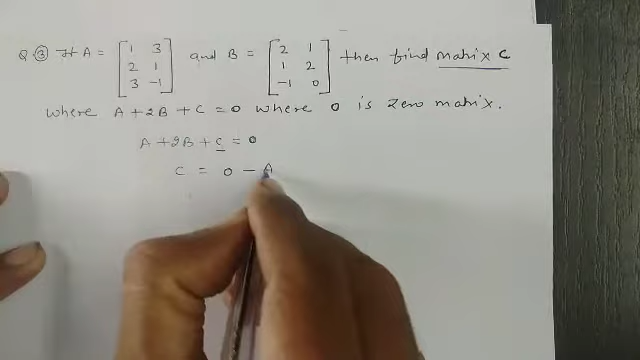 Q.③ If A = [1 3 2 1 3 -1] and B = [2 1 1 2 -1 0] then find matrix C
where A + 2B + C = 0 where 0 is zero matrix.
A + 2B + C = 0
C = 0 - A